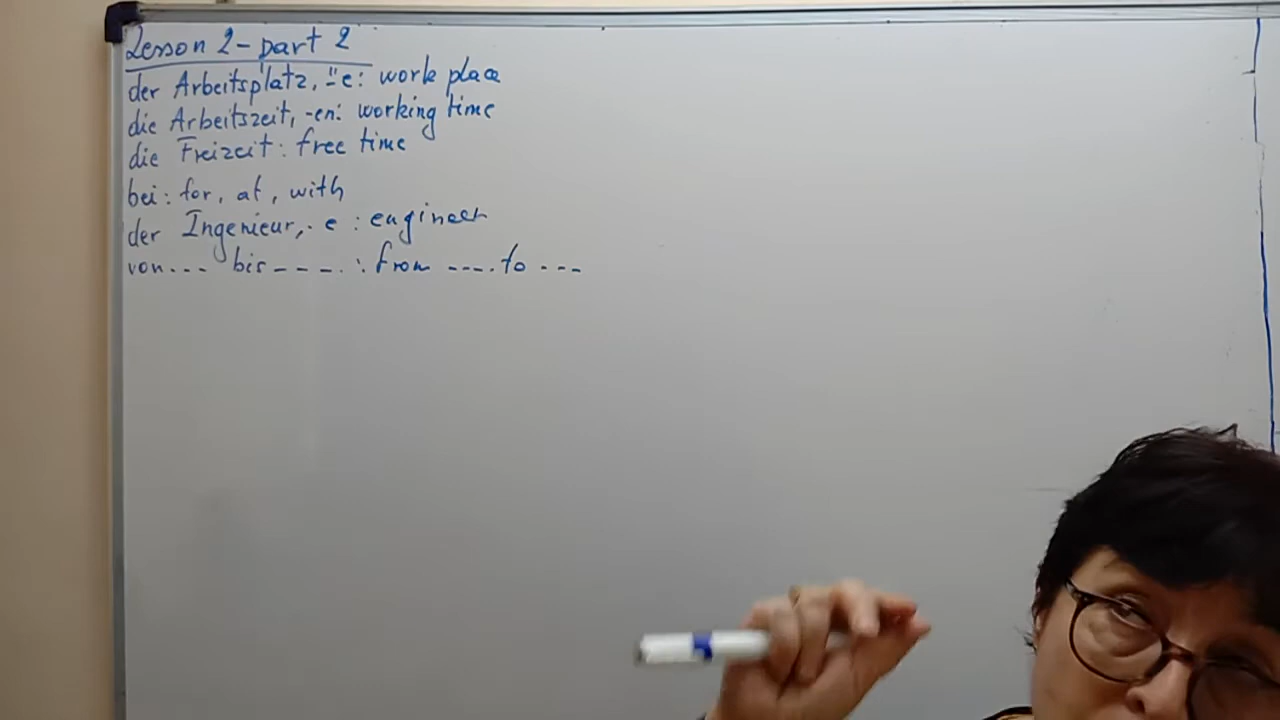 Lesson 2 - part 2
der Arbeitsplatz, ⸚e: work place
die Arbeitszeit, -en: working time
die Freizeit: free time
bei: for, at, with
der Ingenieur, -e : engineer
von... bis ----. : from ----. to ---